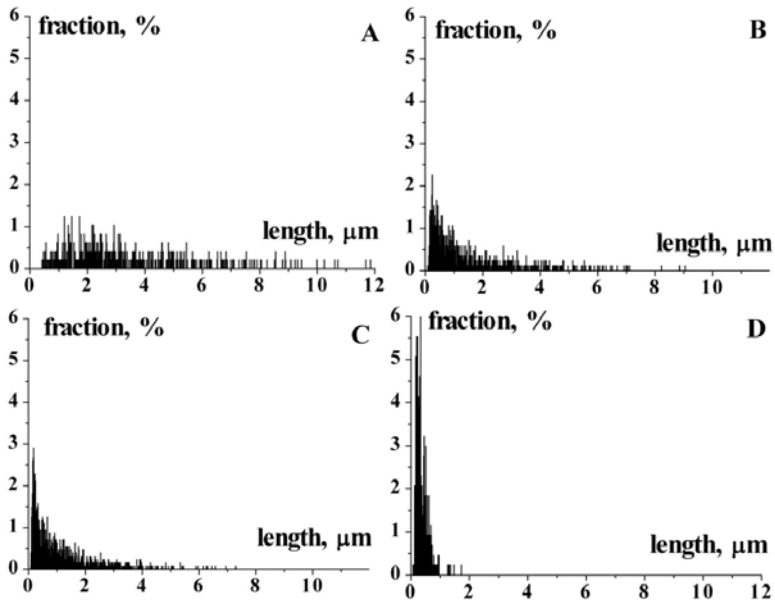 6 fraction, % A
5
4
3
2
1 length, μm
0
0 2 4 6 8 10 12
6 fraction, % B
5
4
3
2
1 length, μm
0
0 2 4 6 8 10
6 fraction, % C
5
4
3
2
1 length, μm
0
0 2 4 6 8 10
6 fraction, % D
5
4
3
2
1 length, μm
0
0 2 4 6 8 10 12